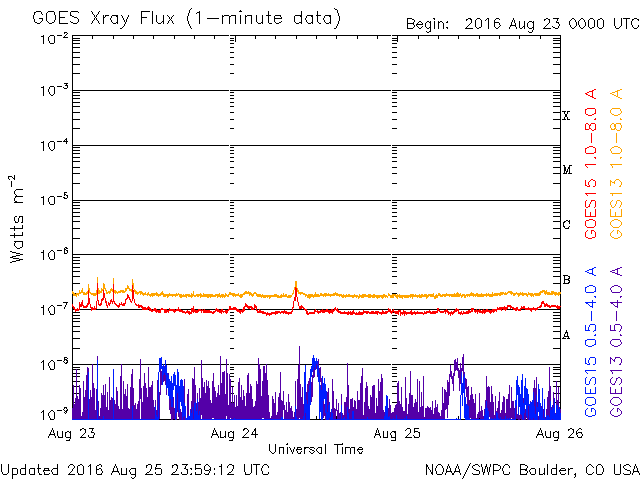 GOES Xray Flux (1-minute data)
Begin: 2016 Aug 23 0000 UTC
10⁻²
10⁻³
10⁻⁴
10⁻⁵
10⁻⁶
10⁻⁷
10⁻⁸
10⁻⁹
Watts m⁻²
X
M
C
B
A
GOES15 1.0-8.0 A
GOES13 1.0-8.0 A
GOES15 0.5-4.0 A
GOES13 0.5-4.0 A
Aug 23
Aug 24
Aug 25
Aug 26
Universal Time
Updated 2016 Aug 25 23:59:12 UTC
NOAA/SWPC Boulder, CO USA